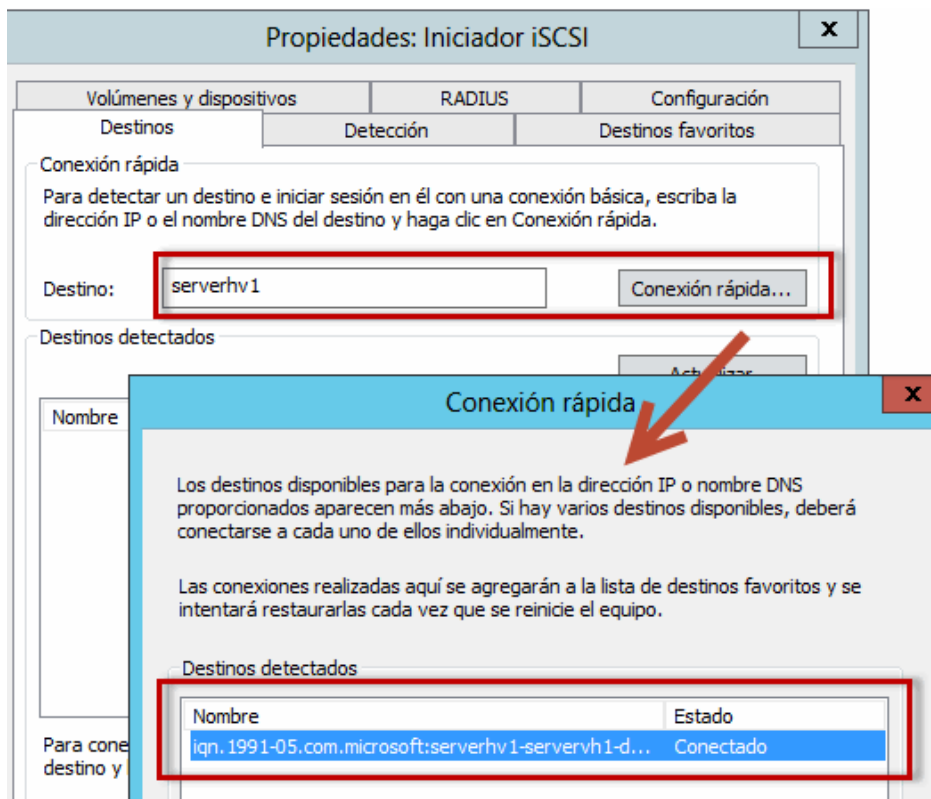 Propiedades: Iniciador iSCSI
x
Volúmenes y dispositivos RADIUS Configuración
Destinos Detección Destinos favoritos
Conexión rápida
Para detectar un destino e iniciar sesión en él con una conexión básica, escriba la
dirección IP o el nombre DNS del destino y haga clic en Conexión rápida.
Destino: serverhv1 Conexión rápida...
Destinos detectados
Actualizar
Nombre
Conexión rápida
x
Los destinos disponibles para la conexión en la dirección IP o nombre DNS
proporcionados aparecen más abajo. Si hay varios destinos disponibles, deberá
conectarse a cada uno de ellos individualmente.
Las conexiones realizadas aquí se agregarán a la lista de destinos favoritos y se
intentará restaurarlas cada vez que se reinicie el equipo.
Destinos detectados
Nombre Estado
iqn.1991-05.com.microsoft:serverhv1-servervh1-d... Conectado
Para cone
destino y